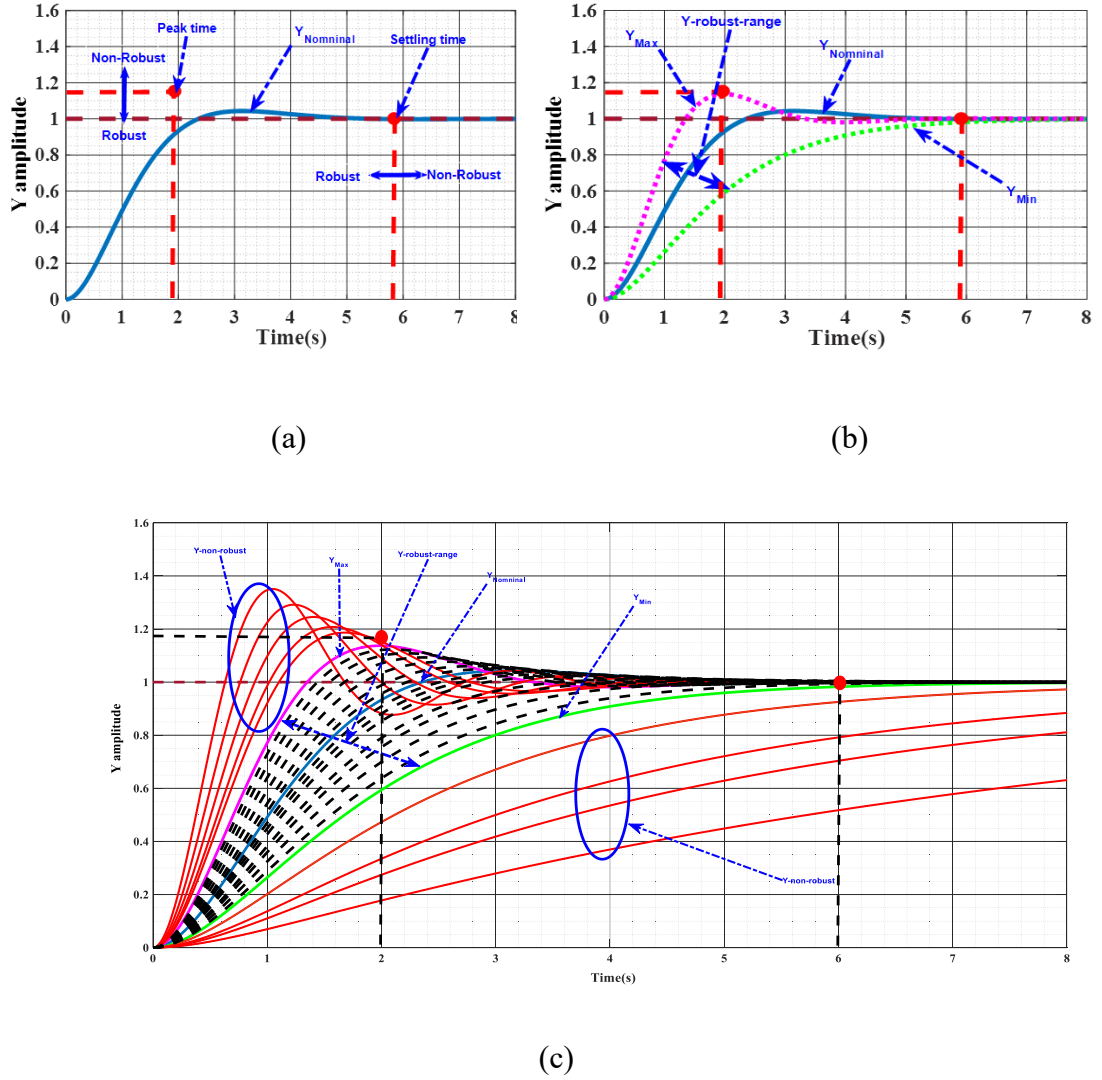 1.6
1.4
1.2
1
0.8
0.6
0.4
0.2
0
Y amplitude
Non-Robust
Robust
Peak time
Y Nomninal
Settling time
Robust
Non-Robust
0 1 2 3 4 5 6 7 8
Time(s)
(a)
1.6
1.4
1.2
1
0.8
0.6
0.4
0.2
0
Y amplitude
Y-robust-range
Y Max
Y Nomninal
Y Min
0 1 2 3 4 5 6 7 8
Time(s)
(b)
1.6
1.4
1.2
1
0.8
0.6
0.4
0.2
0
Y amplitude
Y-non-robust
Y Max
Y-robust-range
Y Nomninal
Y Min
Y-non-robust
0 1 2 3 4 5 6 7 8
Time(s)
(c)